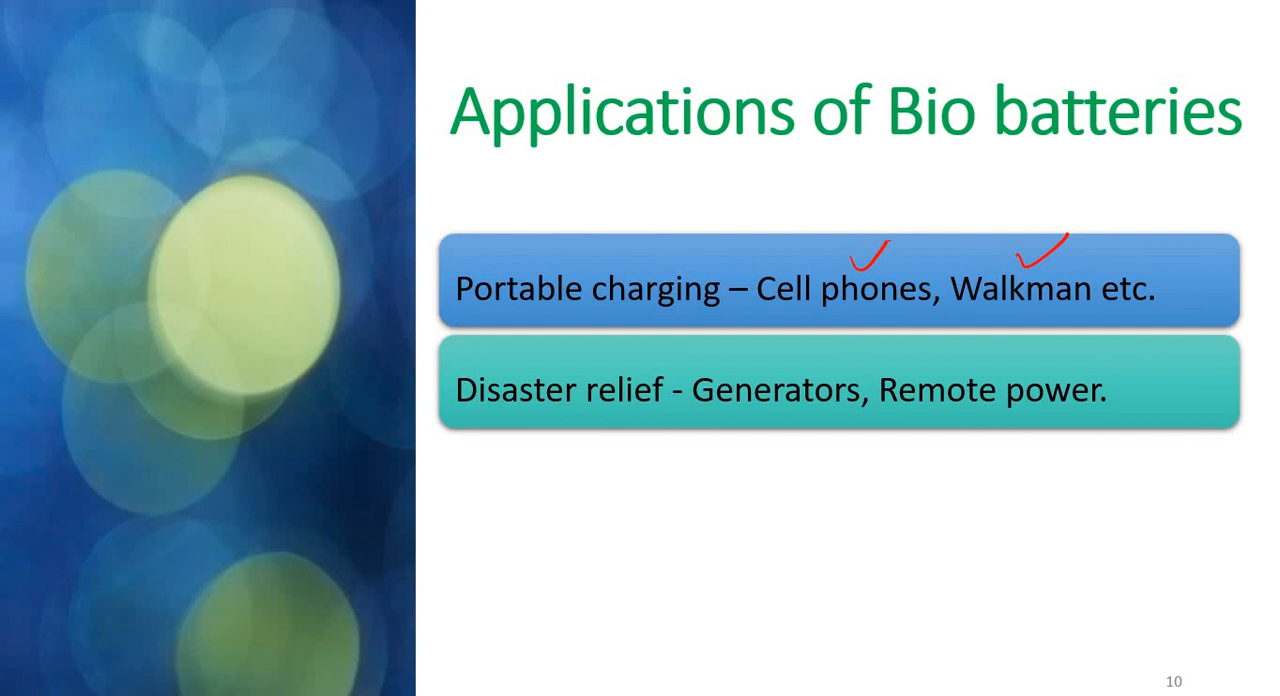 Applications of Bio batteries
Portable charging – Cell phones, Walkman etc.
Disaster relief - Generators, Remote power.
10